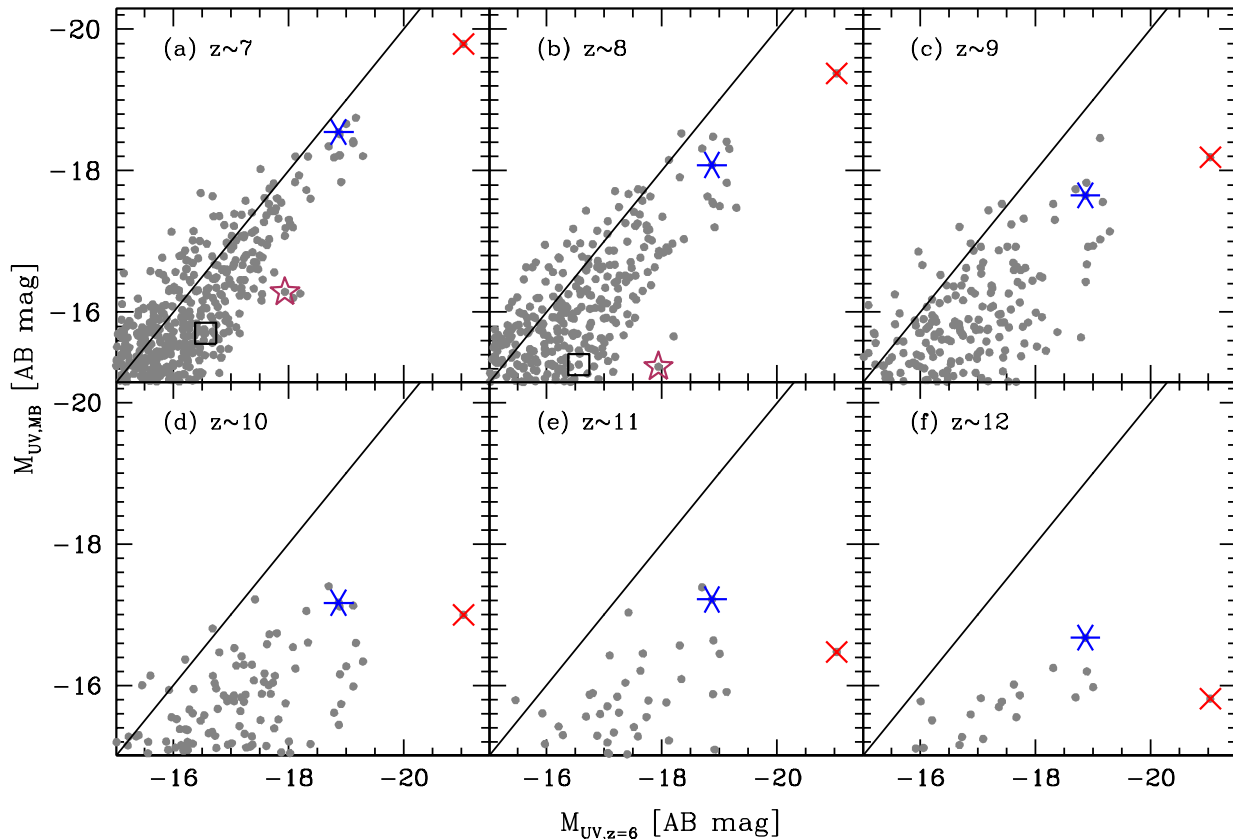 (a) z~7
(b) z~8
(c) z~9
-20
-18
-16
M_UV,MB [AB mag]
(d) z~10
(e) z~11
(f) z~12
-20
-18
-16
-16 -18 -20
-16 -18 -20
-16 -18 -20
M_UV,z=6 [AB mag]